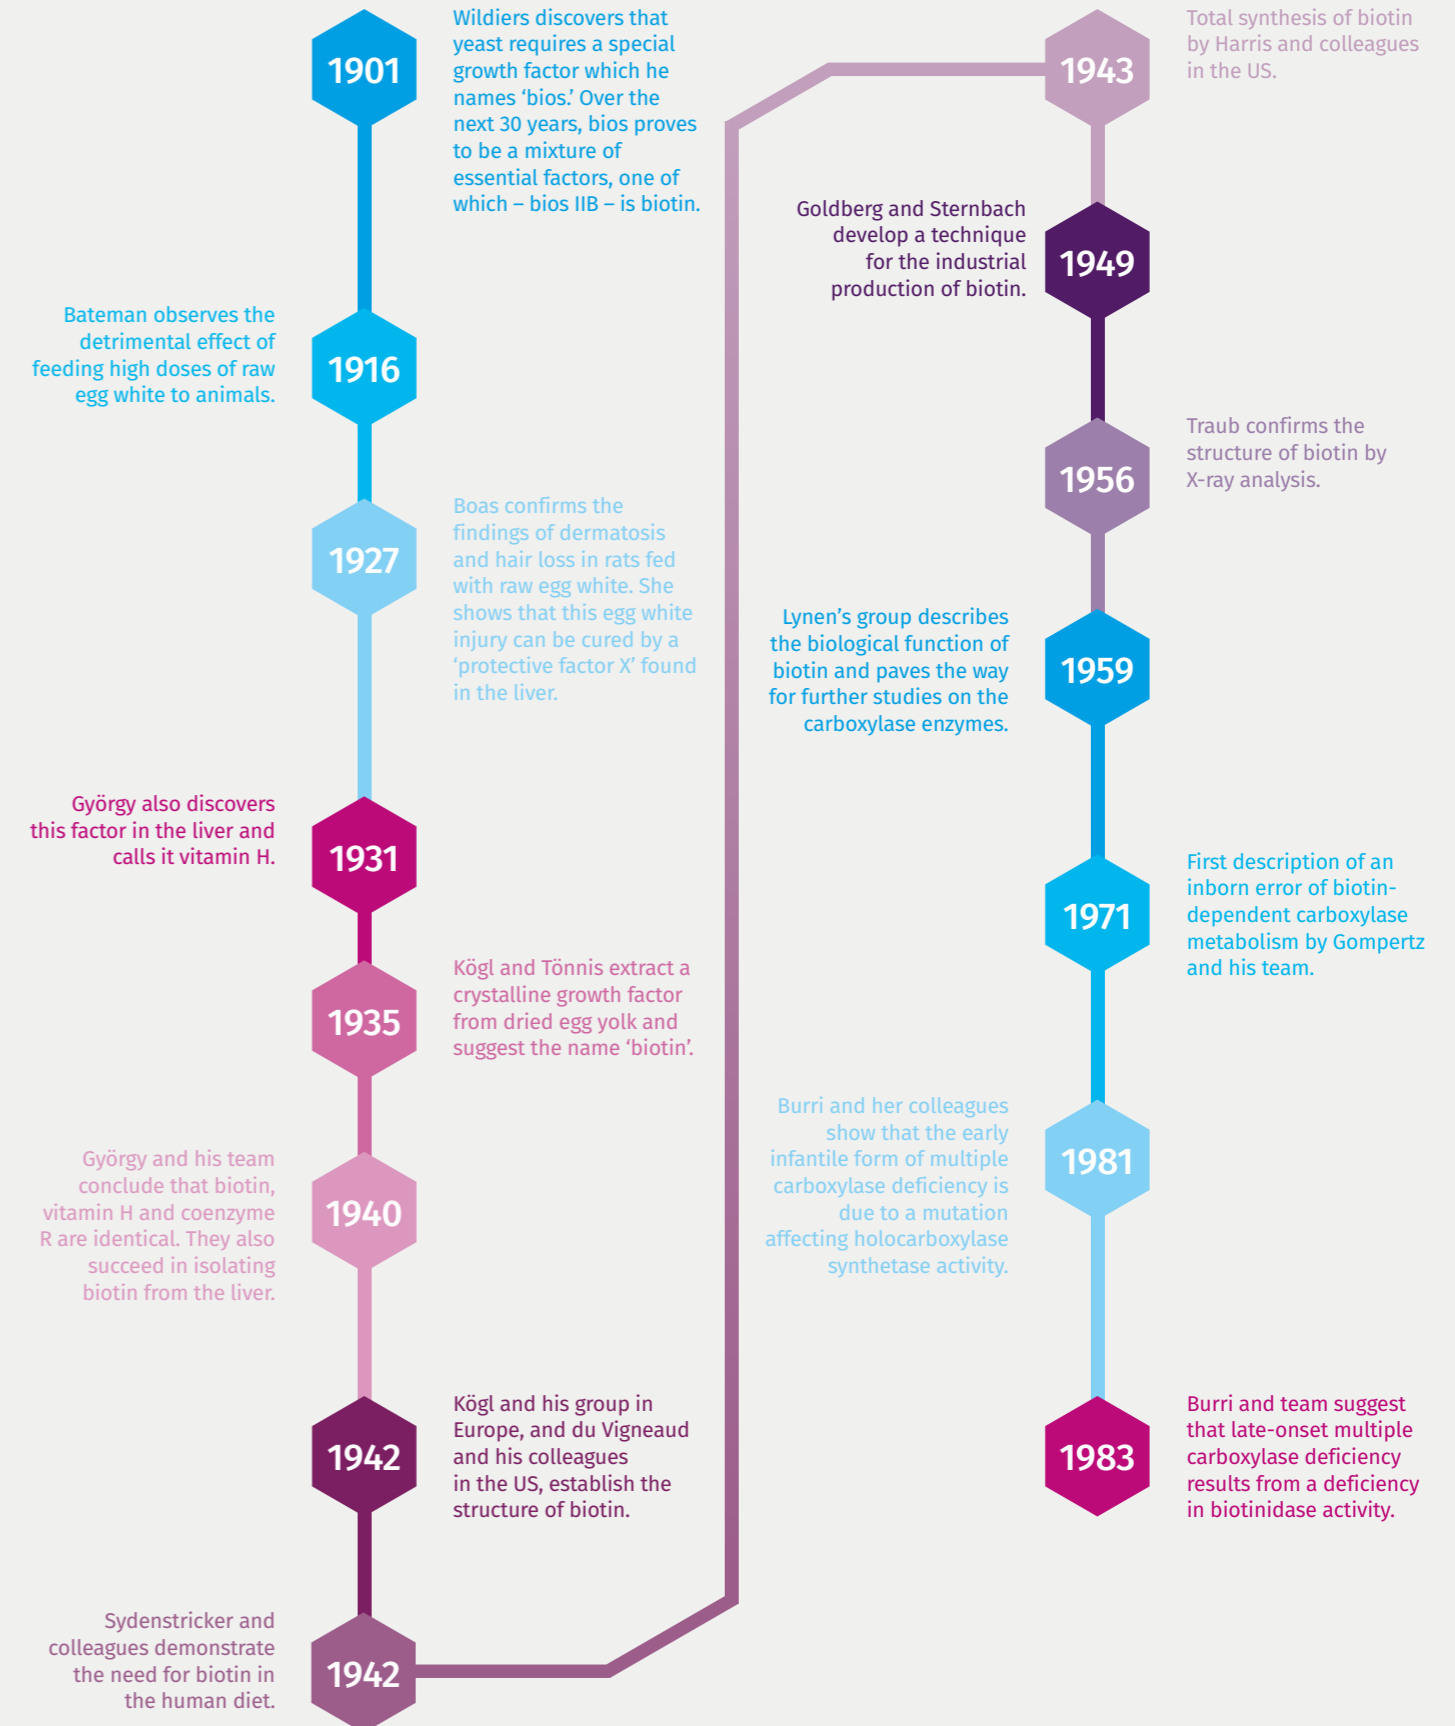 1901
Wildiers discovers that
yeast requires a special
growth factor which he
names ‘bios.’ Over the
next 30 years, bios proves
to be a mixture of
essential factors, one of
which – bios IIB – is biotin.
Bateman observes the
detrimental effect of
feeding high doses of raw
egg white to animals.
1916
1927
Boas confirms the
findings of dermatosis
and hair loss in rats fed
with raw egg white. She
shows that this egg white
injury can be cured by a
‘protective factor X’ found
in the liver.
György also discovers
this factor in the liver and
calls it vitamin H.
1931
1935
Kögl and Tönnis extract a
crystalline growth factor
from dried egg yolk and
suggest the name ‘biotin’.
György and his team
conclude that biotin,
vitamin H and coenzyme
R are identical. They also
succeed in isolating
biotin from the liver.
1940
1942
Kögl and his group in
Europe, and du Vigneaud
and his colleagues
in the US, establish the
structure of biotin.
Sydenstricker and
colleagues demonstrate
the need for biotin in
the human diet.
1942
1943
Total synthesis of biotin
by Harris and colleagues
in the US.
Goldberg and Sternbach
develop a technique
for the industrial
production of biotin.
1949
1956
Traub confirms the
structure of biotin by
X-ray analysis.
Lynen’s group describes
the biological function of
biotin and paves the way
for further studies on the
carboxylase enzymes.
1959
1971
First description of an
inborn error of biotin-
dependent carboxylase
metabolism by Gompertz
and his team.
Burri and her colleagues
show that the early
infantile form of multiple
carboxylase deficiency is
due to a mutation
affecting holocarboxylase
synthetase activity.
1981
1983
Burri and team suggest
that late-onset multiple
carboxylase deficiency
results from a deficiency
in biotinidase activity.